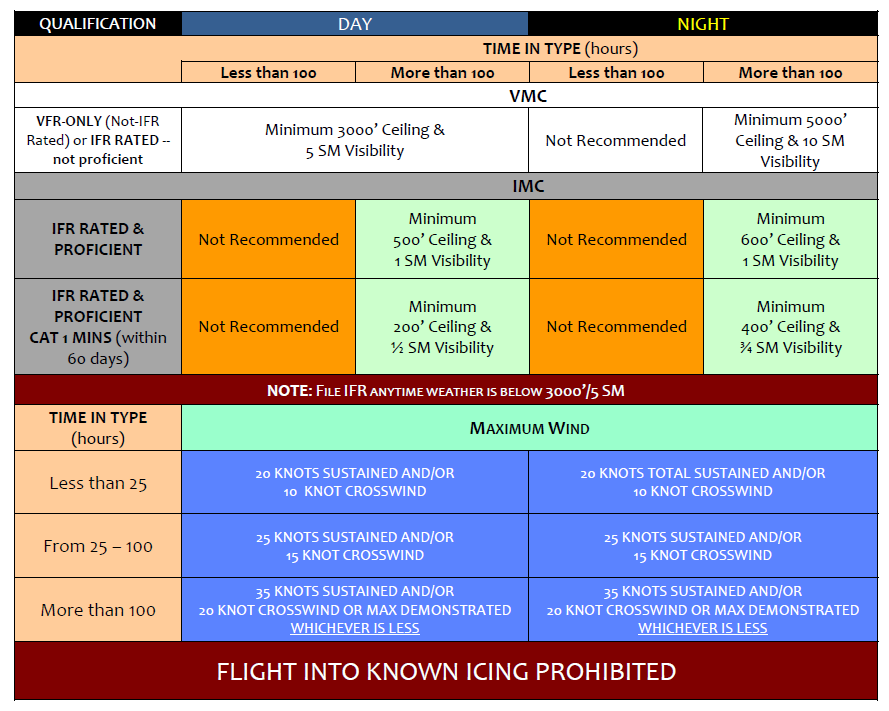 QUALIFICATION DAY NIGHT
TIME IN TYPE (hours)
Less than 100 More than 100 Less than 100 More than 100
VMC
VFR-ONLY (Not-IFR
Rated) or IFR RATED --
not proficient
Minimum 3000' Ceiling &
5 SM Visibility
Not Recommended
Minimum 5000'
Ceiling & 10 SM
Visibility
IMC
IFR RATED &
PROFICIENT
Not Recommended
Minimum
500' Ceiling &
1 SM Visibility
Not Recommended
Minimum
600' Ceiling &
1 SM Visibility
IFR RATED &
PROFICIENT
CAT 1 MINS (within
60 days)
Not Recommended
Minimum
200' Ceiling &
½ SM Visibility
Not Recommended
Minimum
400' Ceiling &
¾ SM Visibility
NOTE: FILE IFR ANYTIME WEATHER IS BELOW 3000'/5 SM
TIME IN TYPE
(hours)
MAXIMUM WIND
Less than 25
20 KNOTS SUSTAINED AND/OR
10 KNOT CROSSWIND
20 KNOTS TOTAL SUSTAINED AND/OR
10 KNOT CROSSWIND
From 25 – 100
25 KNOTS SUSTAINED AND/OR
15 KNOT CROSSWIND
25 KNOTS SUSTAINED AND/OR
15 KNOT CROSSWIND
More than 100
35 KNOTS SUSTAINED AND/OR
20 KNOT CROSSWIND OR MAX DEMONSTRATED
WHICHEVER IS LESS
35 KNOTS SUSTAINED AND/OR
20 KNOT CROSSWIND OR MAX DEMONSTRATED
WHICHEVER IS LESS
FLIGHT INTO KNOWN ICING PROHIBITED